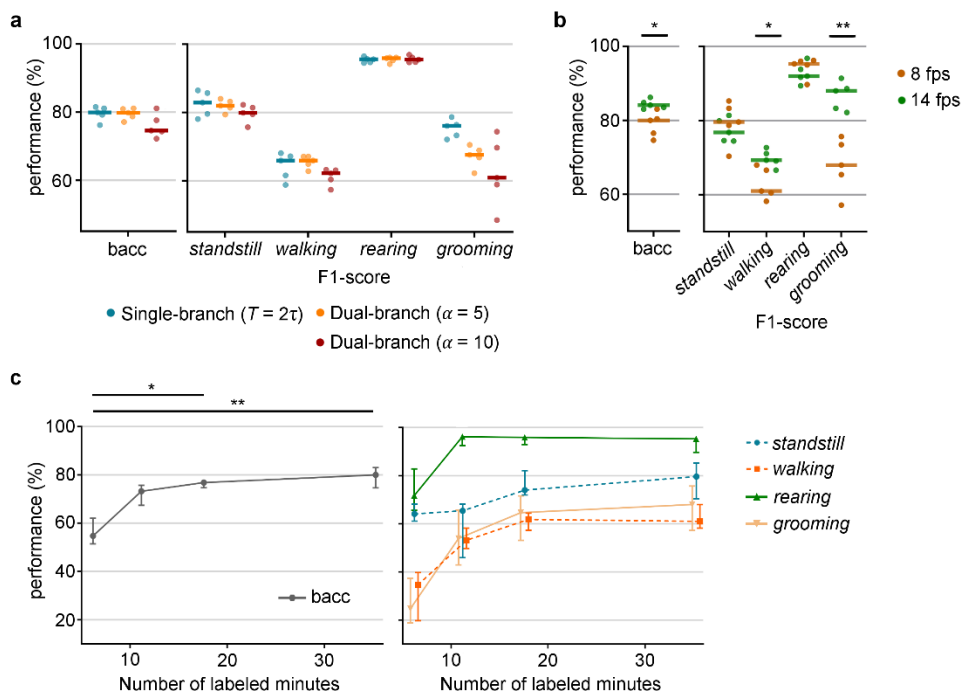 a
performance (%)
100
80
60
bacc
standstill
walking
rearing
grooming
F1-score
Single-branch (T = 2τ)
Dual-branch (α = 5)
Dual-branch (α = 10)
b
performance (%)
100
80
60
*
*
**
bacc
standstill
walking
rearing
grooming
F1-score
8 fps
14 fps
c
*
**
performance (%)
100
80
60
40
20
bacc
10
20
30
Number of labeled minutes
10
20
30
Number of labeled minutes
standstill
walking
rearing
grooming